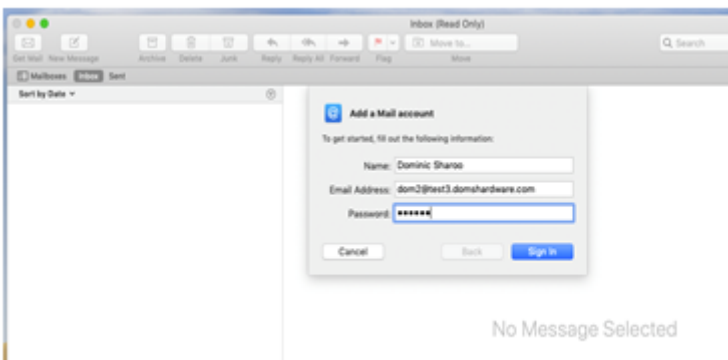 Inbox (Read Only)
Get Mail New Message Archive Delete Junk Reply Reply All Forward Flag Move to... Move Search
Mailboxes Inbox Sent
Sort by Date
Add a Mail account
To get started, fill out the following information:
Name: Dominic Sharoo
Email Address: dom2@test3.domshardware.com
Password: ••••••
Cancel Back Sign In
No Message Selected